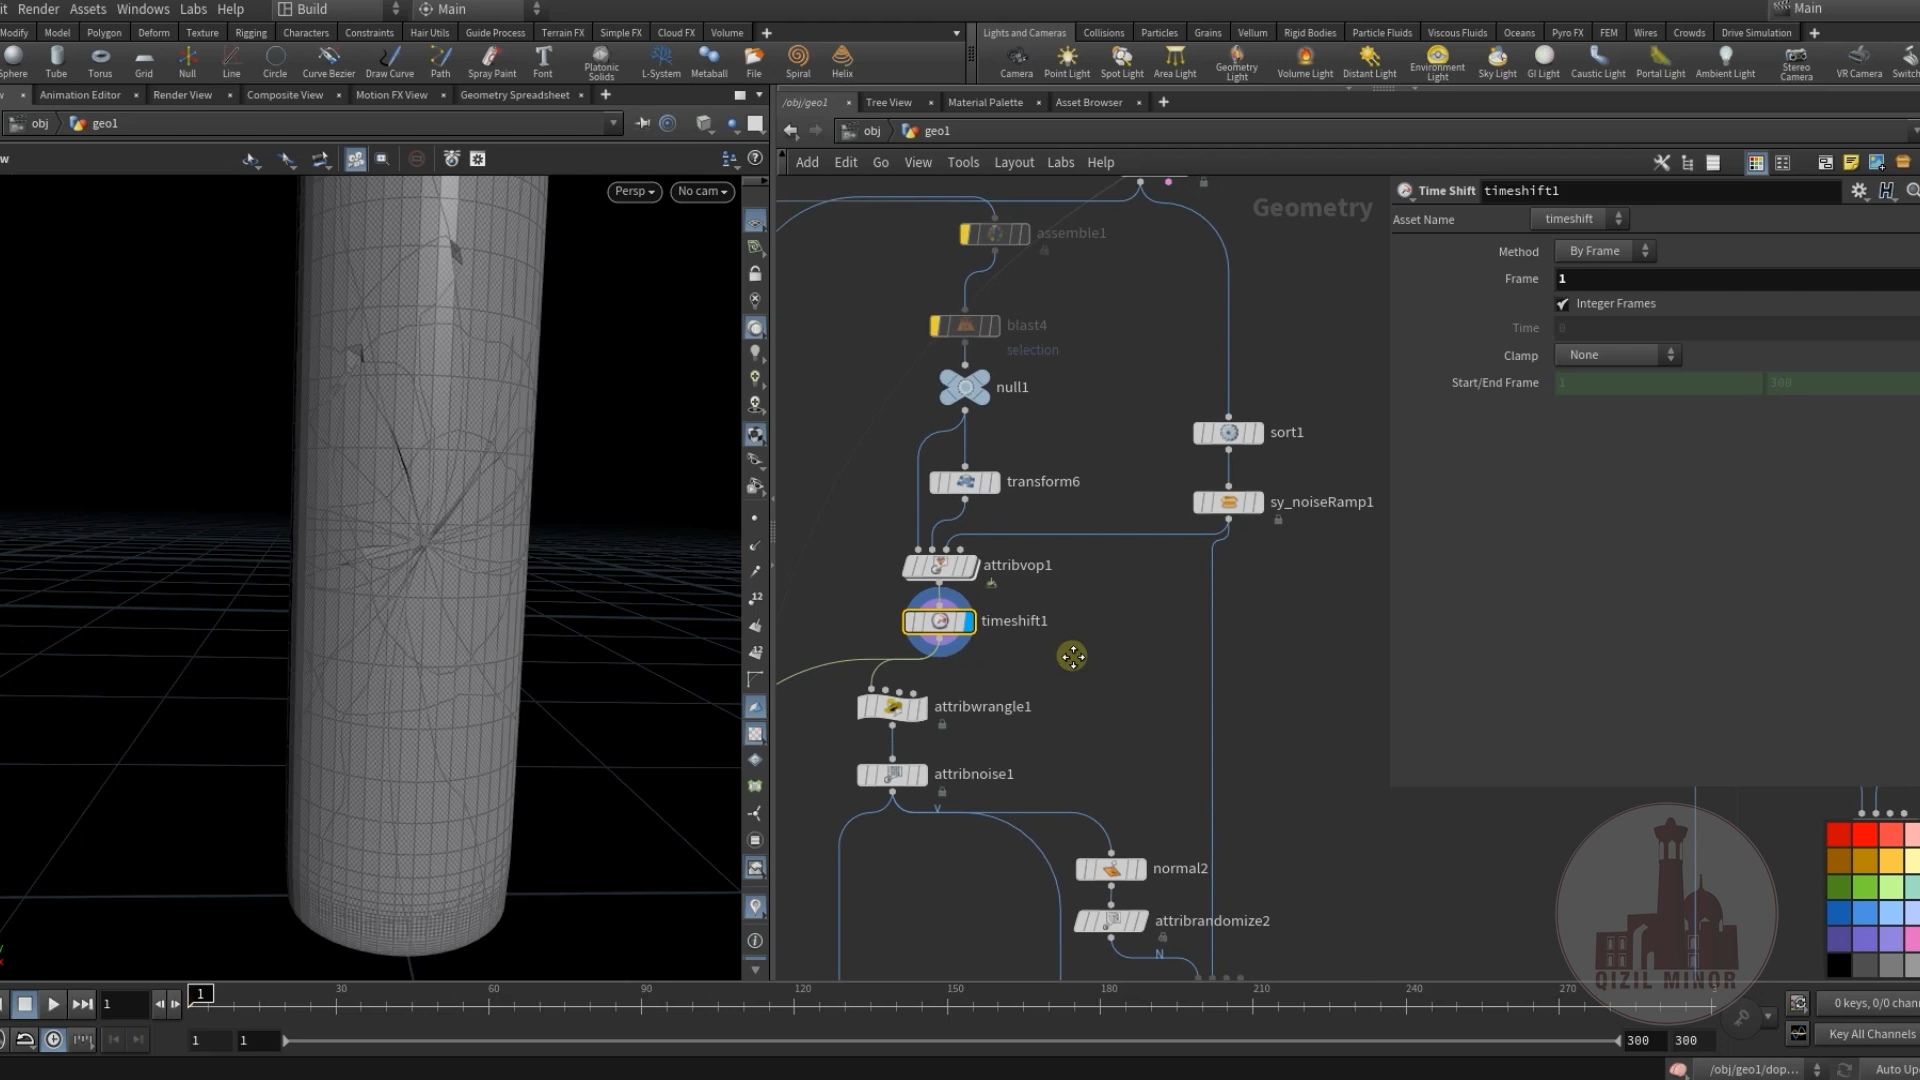 it Render Assets Windows Labs Help Build Main Main
Modify Model Polygon Deform Texture Rigging Characters Constraints Hair Utils Guide Process Terrain FX Simple FX Cloud FX Volume
Lights and Cameras Collisions Particles Grains Vellum Rigid Bodies Particle Fluids Viscous Fluids Oceans Pyro FX FEM Wires Crowds Drive Simulation
Sphere Tube Torus Grid Null Line Circle Curve Bezier Draw Curve Path Spray Paint Font Platonic Solids L-System Metaball File Spiral Helix
Camera Point Light Spot Light Area Light Geometry Light Volume Light Distant Light Environment Light Sky Light GI Light Caustic Light Portal Light Ambient Light Stereo Camera VR Camera Switch
Animation Editor Render View Composite View Motion FX View Geometry Spreadsheet
/obj/geo1 Tree View Material Palette Asset Browser
obj geo1
obj geo1
w
Add Edit Go View Tools Layout Labs Help
Persp No cam
Geometry
Time Shift timeshift1
Asset Name timeshift
Method By Frame
Frame 1
Integer Frames
Time 0
Clamp None
Start/End Frame 1 300
assemble1
blast4
selection
null1
transform6
sort1
sy_noiseRamp1
attribvop1
timeshift1
attribwrangle1
attribnoise1
v
normal2
attribrandomize2
N
12
12
y
x
QIZIL MINOR
1 1 30 60 90 120 150 180 210 240 270
1 1 300 300
0 keys, 0/0 chann
Key All Channels
/obj/geo1/dop... Auto Up